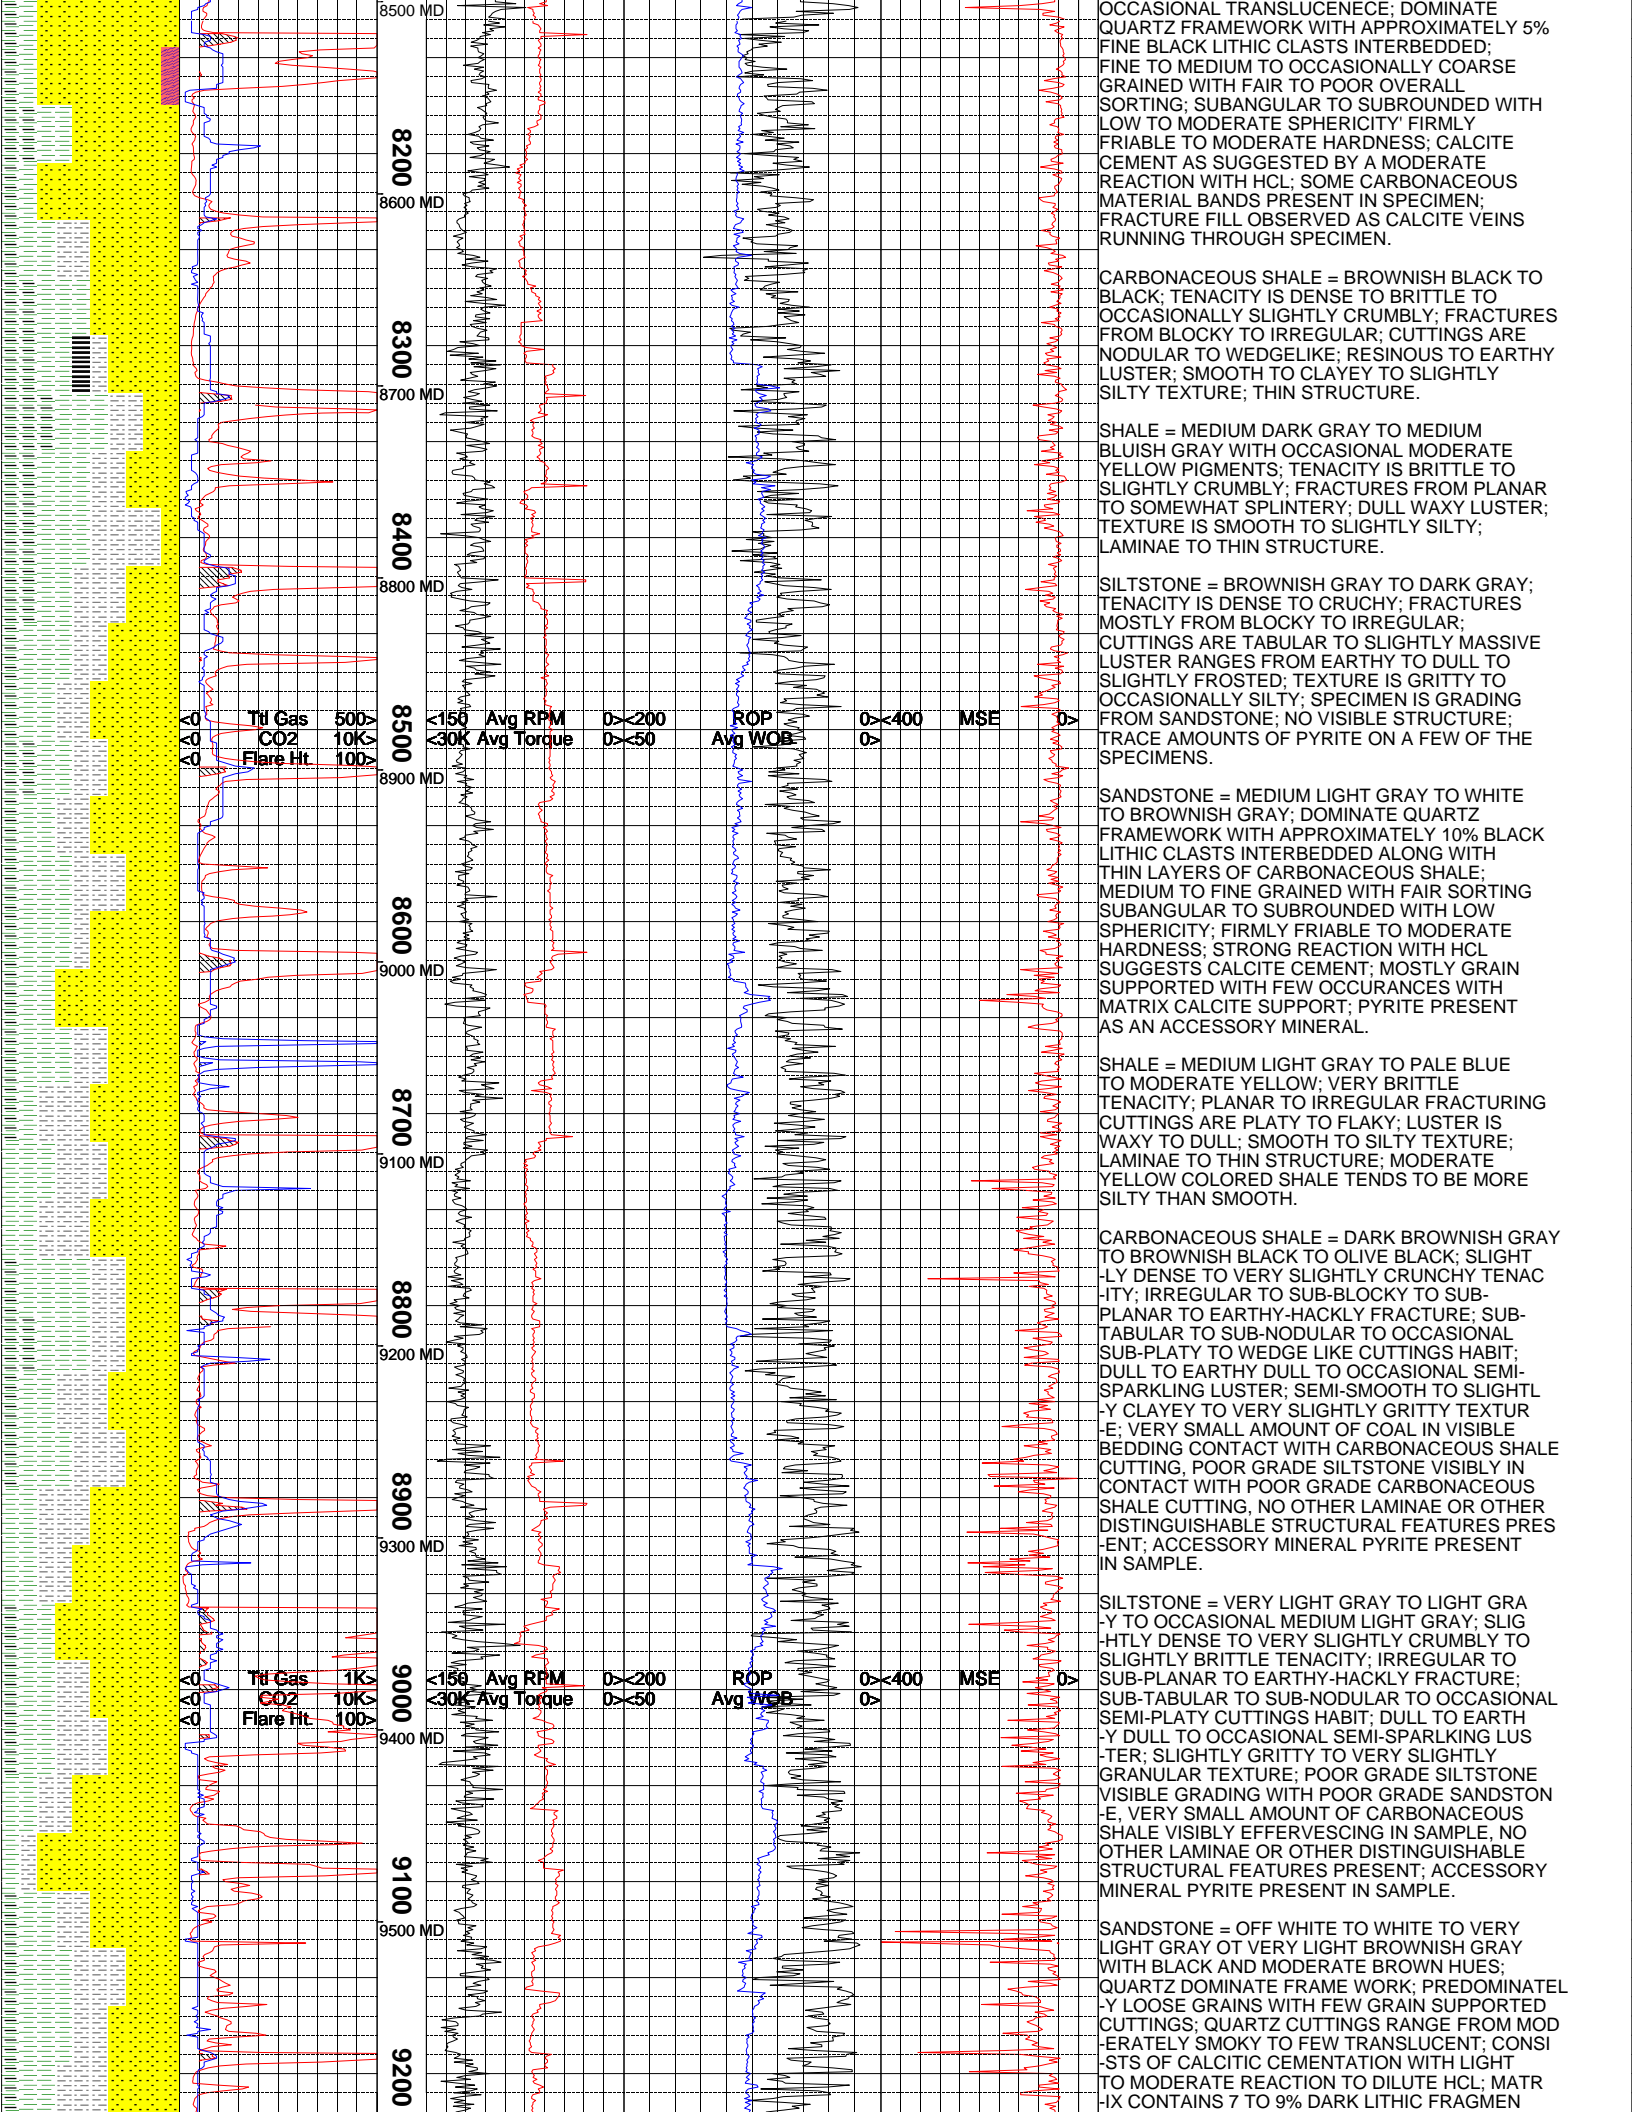 8500 MD
8200
8600 MD
8300
8700 MD
8400
8800 MD
<0 Ttl Gas 500>
<0 CO2 10K>
<0 Flare Ht. 100>
8500
<150 Avg RPM 0><200 ROP 0><400 MSE 0>
<30K Avg Torque 0><50 Avg WOB 0>
8900 MD
8600
9000 MD
8700
9100 MD
8800
9200 MD
8900
9300 MD
<0 Ttl Gas 1K>
<0 CO2 10K>
<0 Flare Ht. 100>
9000
<150 Avg RPM 0><200 ROP 0><400 MSE 0>
<30K Avg Torque 0><50 Avg WOB 0>
9400 MD
9100
9500 MD
9200
OCCASIONAL TRANSLUCENECE; DOMINATE
QUARTZ FRAMEWORK WITH APPROXIMATELY 5%
FINE BLACK LITHIC CLASTS INTERBEDDED;
FINE TO MEDIUM TO OCCASIONALLY COARSE
GRAINED WITH FAIR TO POOR OVERALL
SORTING; SUBANGULAR TO SUBROUNDED WITH
LOW TO MODERATE SPHERICITY' FIRMLY
FRIABLE TO MODERATE HARDNESS; CALCITE
CEMENT AS SUGGESTED BY A MODERATE
REACTION WITH HCL; SOME CARBONACEOUS
MATERIAL BANDS PRESENT IN SPECIMEN;
FRACTURE FILL OBSERVED AS CALCITE VEINS
RUNNING THROUGH SPECIMEN.
CARBONACEOUS SHALE = BROWNISH BLACK TO
BLACK; TENACITY IS DENSE TO BRITTLE TO
OCCASIONALLY SLIGHTLY CRUMBLY; FRACTURES
FROM BLOCKY TO IRREGULAR; CUTTINGS ARE
NODULAR TO WEDGELIKE; RESINOUS TO EARTHY
LUSTER; SMOOTH TO CLAYEY TO SLIGHTLY
SILTY TEXTURE; THIN STRUCTURE.
SHALE = MEDIUM DARK GRAY TO MEDIUM
BLUISH GRAY WITH OCCASIONAL MODERATE
YELLOW PIGMENTS; TENACITY IS BRITTLE TO
SLIGHTLY CRUMBLY; FRACTURES FROM PLANAR
TO SOMEWHAT SPLINTERY; DULL WAXY LUSTER;
TEXTURE IS SMOOTH TO SLIGHTLY SILTY;
LAMINAE TO THIN STRUCTURE.
SILTSTONE = BROWNISH GRAY TO DARK GRAY;
TENACITY IS DENSE TO CRUCHY; FRACTURES
MOSTLY FROM BLOCKY TO IRREGULAR;
CUTTINGS ARE TABULAR TO SLIGHTLY MASSIVE
LUSTER RANGES FROM EARTHY TO DULL TO
SLIGHTLY FROSTED; TEXTURE IS GRITTY TO
OCCASIONALLY SILTY; SPECIMEN IS GRADING
FROM SANDSTONE; NO VISIBLE STRUCTURE;
TRACE AMOUNTS OF PYRITE ON A FEW OF THE
SPECIMENS.
SANDSTONE = MEDIUM LIGHT GRAY TO WHITE
TO BROWNISH GRAY; DOMINATE QUARTZ
FRAMEWORK WITH APPROXIMATELY 10% BLACK
LITHIC CLASTS INTERBEDDED ALONG WITH
THIN LAYERS OF CARBONACEOUS SHALE;
MEDIUM TO FINE GRAINED WITH FAIR SORTING
SUBANGULAR TO SUBROUNDED WITH LOW
SPHERICITY; FIRMLY FRIABLE TO MODERATE
HARDNESS; STRONG REACTION WITH HCL
SUGGESTS CALCITE CEMENT; MOSTLY GRAIN
SUPPORTED WITH FEW OCCURANCES WITH
MATRIX CALCITE SUPPORT; PYRITE PRESENT
AS AN ACCESSORY MINERAL.
SHALE = MEDIUM LIGHT GRAY TO PALE BLUE
TO MODERATE YELLOW; VERY BRITTLE
TENACITY; PLANAR TO IRREGULAR FRACTURING
CUTTINGS ARE PLATY TO FLAKY; LUSTER IS
WAXY TO DULL; SMOOTH TO SILTY TEXTURE;
LAMINAE TO THIN STRUCTURE; MODERATE
YELLOW COLORED SHALE TENDS TO BE MORE
SILTY THAN SMOOTH.
CARBONACEOUS SHALE = DARK BROWNISH GRAY
TO BROWNISH BLACK TO OLIVE BLACK; SLIGHT
-LY DENSE TO VERY SLIGHTLY CRUNCHY TENAC
-ITY; IRREGULAR TO SUB-BLOCKY TO SUB-
PLANAR TO EARTHY-HACKLY FRACTURE; SUB-
TABULAR TO SUB-NODULAR TO OCCASIONAL
SUB-PLATY TO WEDGE LIKE CUTTINGS HABIT;
DULL TO EARTHY DULL TO OCCASIONAL SEMI-
SPARKLING LUSTER; SEMI-SMOOTH TO SLIGHTL
-Y CLAYEY TO VERY SLIGHTLY GRITTY TEXTUR
-E; VERY SMALL AMOUNT OF COAL IN VISIBLE
BEDDING CONTACT WITH CARBONACEOUS SHALE
CUTTING, POOR GRADE SILTSTONE VISIBLY IN
CONTACT WITH POOR GRADE CARBONACEOUS
SHALE CUTTING, NO OTHER LAMINAE OR OTHER
DISTINGUISHABLE STRUCTURAL FEATURES PRES
-ENT; ACCESSORY MINERAL PYRITE PRESENT
IN SAMPLE.
SILTSTONE = VERY LIGHT GRAY TO LIGHT GRA
-Y TO OCCASIONAL MEDIUM LIGHT GRAY; SLIG
-HTLY DENSE TO VERY SLIGHTLY CRUMBLY TO
SLIGHTLY BRITTLE TENACITY; IRREGULAR TO
SUB-PLANAR TO EARTHY-HACKLY FRACTURE;
SUB-TABULAR TO SUB-NODULAR TO OCCASIONAL
SEMI-PLATY CUTTINGS HABIT; DULL TO EARTH
-Y DULL TO OCCASIONAL SEMI-SPARLKING LUS
-TER; SLIGHTLY GRITTY TO VERY SLIGHTLY
GRANULAR TEXTURE; POOR GRADE SILTSTONE
VISIBLE GRADING WITH POOR GRADE SANDSTON
-E, VERY SMALL AMOUNT OF CARBONACEOUS
SHALE VISIBLY EFFERVESCING IN SAMPLE, NO
OTHER LAMINAE OR OTHER DISTINGUISHABLE
STRUCTURAL FEATURES PRESENT; ACCESSORY
MINERAL PYRITE PRESENT IN SAMPLE.
SANDSTONE = OFF WHITE TO WHITE TO VERY
LIGHT GRAY OT VERY LIGHT BROWNISH GRAY
WITH BLACK AND MODERATE BROWN HUES;
QUARTZ DOMINATE FRAME WORK; PREDOMINATEL
-Y LOOSE GRAINS WITH FEW GRAIN SUPPORTED
CUTTINGS; QUARTZ CUTTINGS RANGE FROM MOD
-ERATELY SMOKY TO FEW TRANSLUCENT; CONSI
-STS OF CALCITIC CEMENTATION WITH LIGHT
TO MODERATE REACTION TO DILUTE HCL; MATR
-IX CONTAINS 7 TO 9% DARK LITHIC FRAGMEN